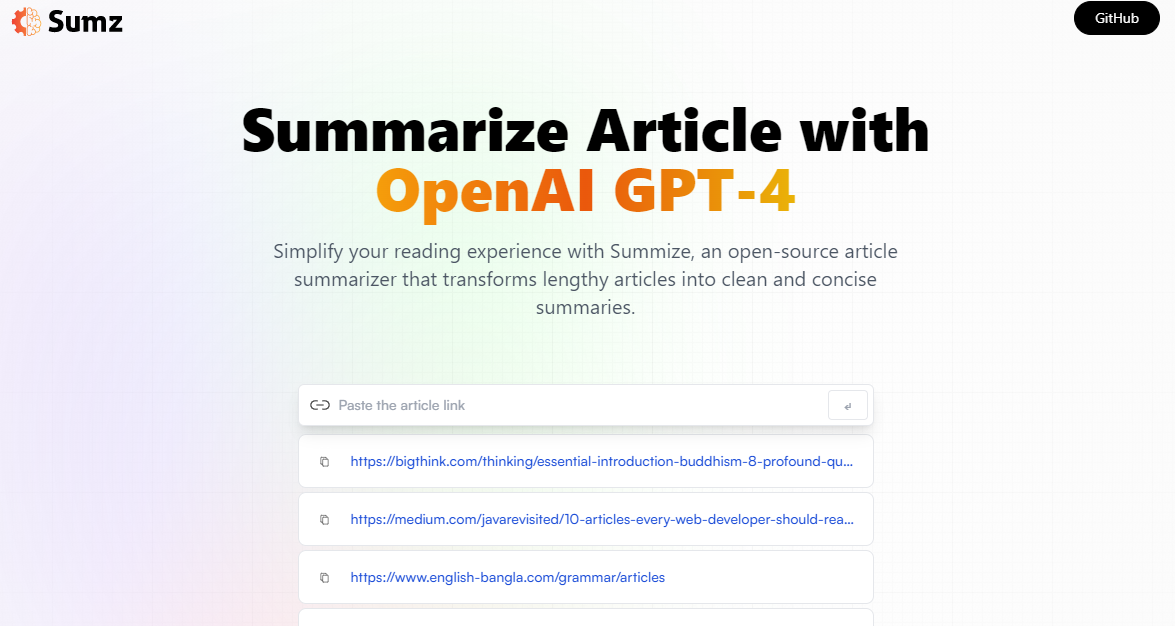 Sumz
GitHub
Summarize Article with
OpenAI GPT-4
Simplify your reading experience with Summize, an open-source article
summarizer that transforms lengthy articles into clean and concise
summaries.
Paste the article link
↵
https://bigthink.com/thinking/essential-introduction-buddhism-8-profound-qu...
https://medium.com/javarevisited/10-articles-every-web-developer-should-rea...
https://www.english-bangla.com/grammar/articles